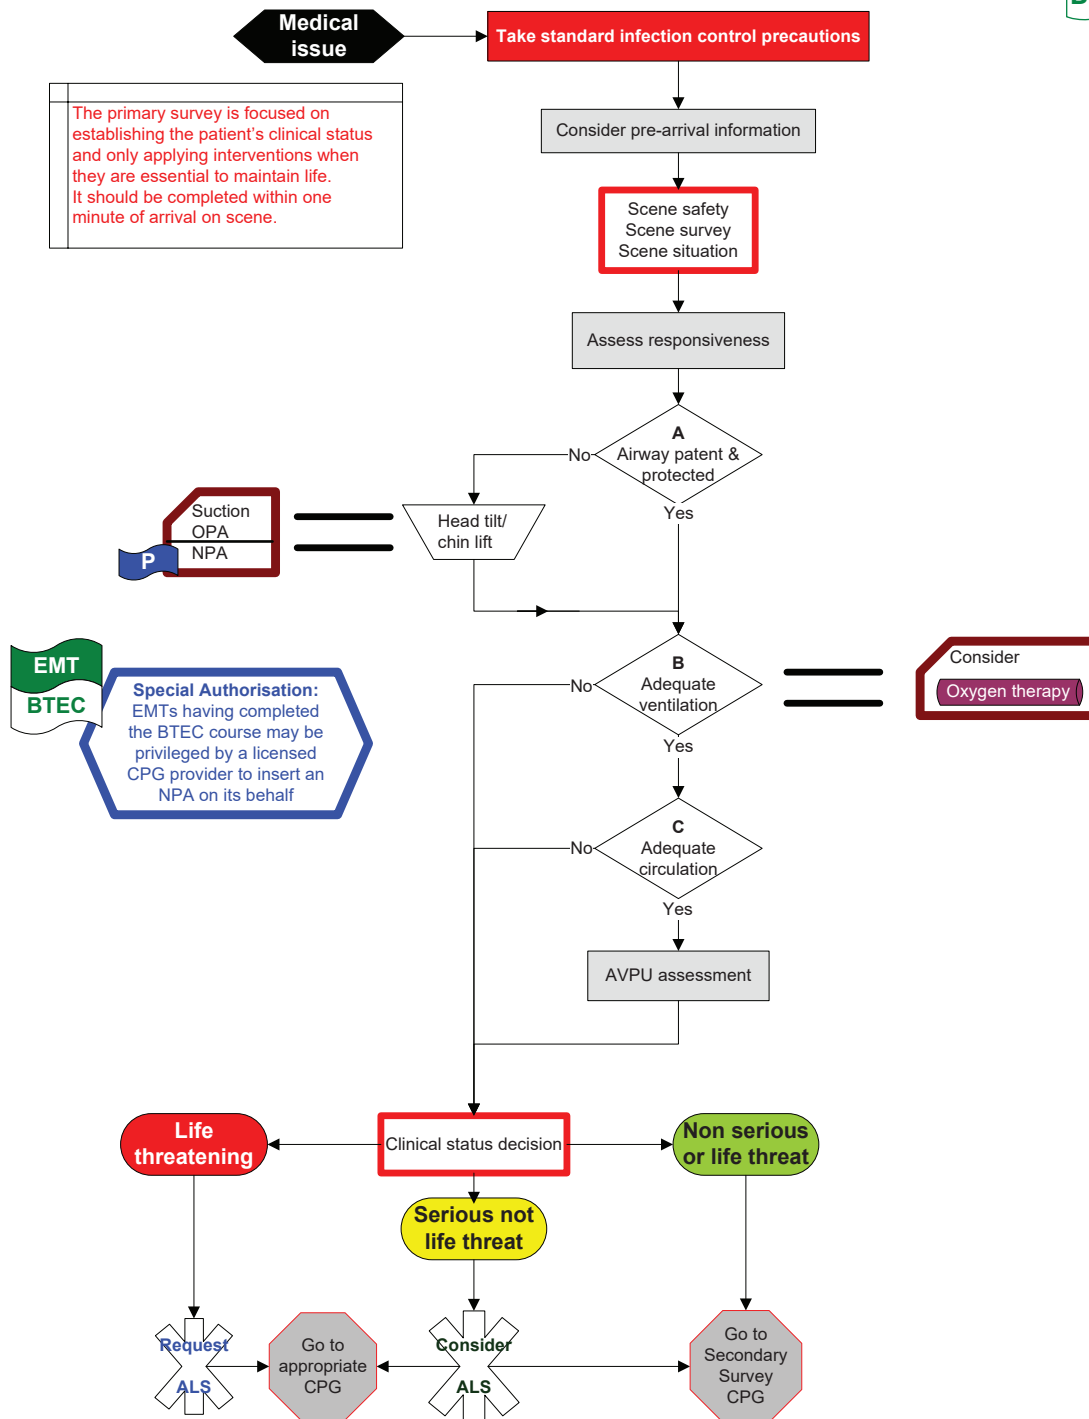 Medical
issue
Take standard infection control precautions
The primary survey is focused on
establishing the patient's clinical status
and only applying interventions when
they are essential to maintain life.
It should be completed within one
minute of arrival on scene.
Consider pre-arrival information
Scene safety
Scene survey
Scene situation
Assess responsiveness
A
Airway patent &
protected
No
Yes
Suction
OPA
NPA
P
Head tilt/
chin lift
EMT
BTEC
Special Authorisation:
EMTs having completed
the BTEC course may be
privileged by a licensed
CPG provider to insert an
NPA on its behalf
B
Adequate
ventilation
No
Yes
Consider
Oxygen therapy
C
Adequate
circulation
No
Yes
AVPU assessment
Clinical status decision
Life
threatening
Non serious
or life threat
Serious not
life threat
Request
ALS
Go to
appropriate
CPG
Consider
ALS
Go to
Secondary
Survey
CPG